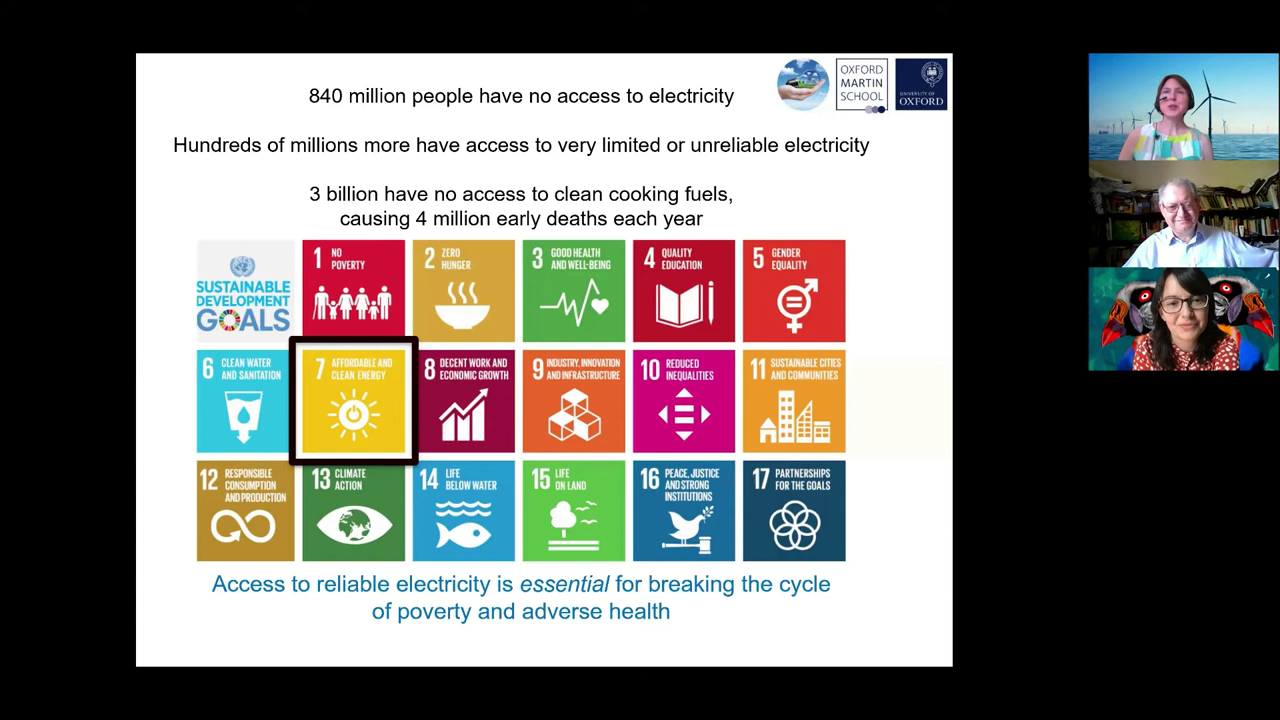 840 million people have no access to electricity
OXFORD
MARTIN
SCHOOL
UNIVERSITY OF
OXFORD
Hundreds of millions more have access to very limited or unreliable electricity
3 billion have no access to clean cooking fuels,
causing 4 million early deaths each year
SUSTAINABLE
DEVELOPMENT
GOALS
1 NO
POVERTY
2 ZERO
HUNGER
3 GOOD HEALTH
AND WELL-BEING
4 QUALITY
EDUCATION
5 GENDER
EQUALITY
6 CLEAN WATER
AND SANITATION
7 AFFORDABLE AND
CLEAN ENERGY
8 DECENT WORK AND
ECONOMIC GROWTH
9 INDUSTRY, INNOVATION
AND INFRASTRUCTURE
10 REDUCED
INEQUALITIES
11 SUSTAINABLE CITIES
AND COMMUNITIES
12 RESPONSIBLE
CONSUMPTION
AND PRODUCTION
13 CLIMATE
ACTION
14 LIFE
BELOW WATER
15 LIFE
ON LAND
16 PEACE, JUSTICE
AND STRONG
INSTITUTIONS
17 PARTNERSHIPS
FOR THE GOALS
Access to reliable electricity is essential for breaking the cycle
of poverty and adverse health